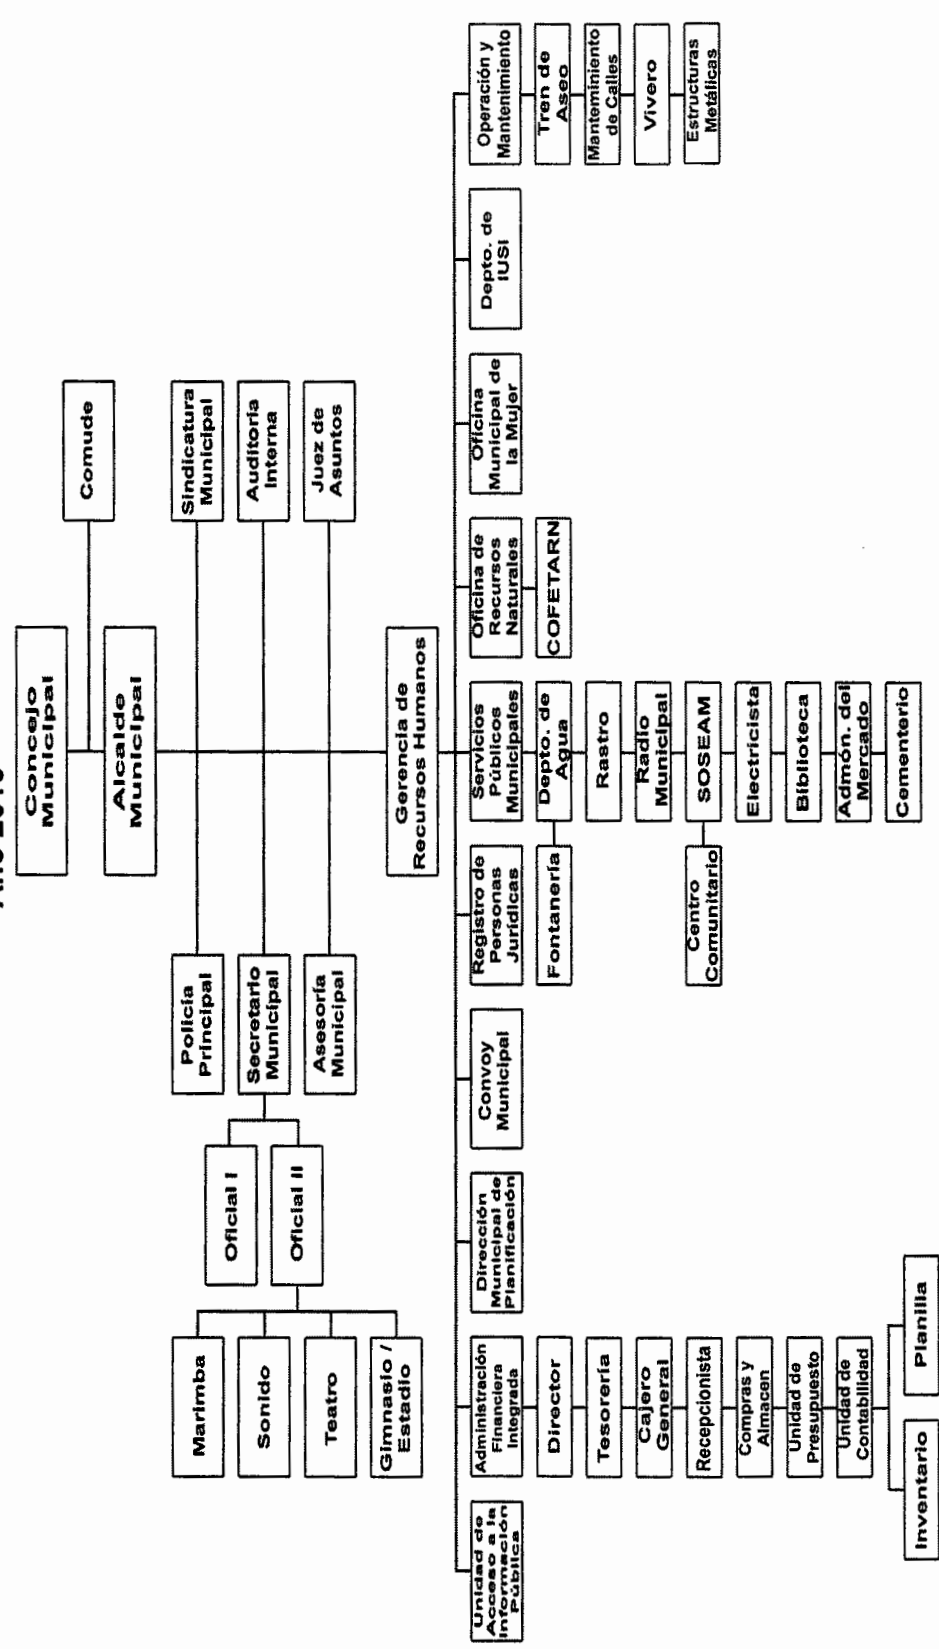 Concejo
Municipal
Comude
Alcalde
Municipal
Policía
Principal
Sindicatura
Municipal
Secretario
Municipal
Auditoría
Interna
Asesoría
Municipal
Juez de
Asuntos
Oficial I
Oficial II
Marimba
Sonido
Teatro
Gimnasio /
Estadio
Gerencia de
Recursos Humanos
Unidad de
Acceso a la
Información
Pública
Administración
Financiera
Integrada
Director
Tesorería
Cajero
General
Recepcionista
Compras y
Almacen
Unidad de
Presupuesto
Unidad de
Contabilidad
Inventario
Planilla
Dirección
Municipal de
Planificación
Convoy
Municipal
Registro de
Personas
Jurídicas
Servicios
Públicos
Municipales
Depto. de
Agua
Fontanería
Rastro
Radio
Municipal
SOSEAM
Centro
Comunitario
Electricista
Biblioteca
Admón. del
Mercado
Cementerio
Oficina de
Recursos
Naturales
COFETARN
Oficina
Municipal de
la Mujer
Depto. de
IUSI
Operación y
Mantenimiento
Tren de
Aseo
Manteminiento
de Calles
Vivero
Estructuras
Metálicas